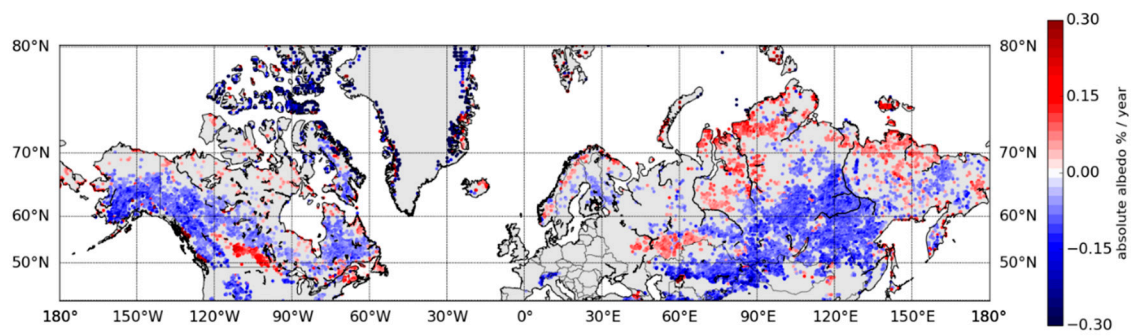 0.30
80°N 80°N
0.15
70°N 70°N
0.00
60°N 60°N
−0.15
50°N 50°N
−0.30
absolute albedo % / year
180° 150°W 120°W 90°W 60°W 30°W 0° 30°E 60°E 90°E 120°E 150°E 180°